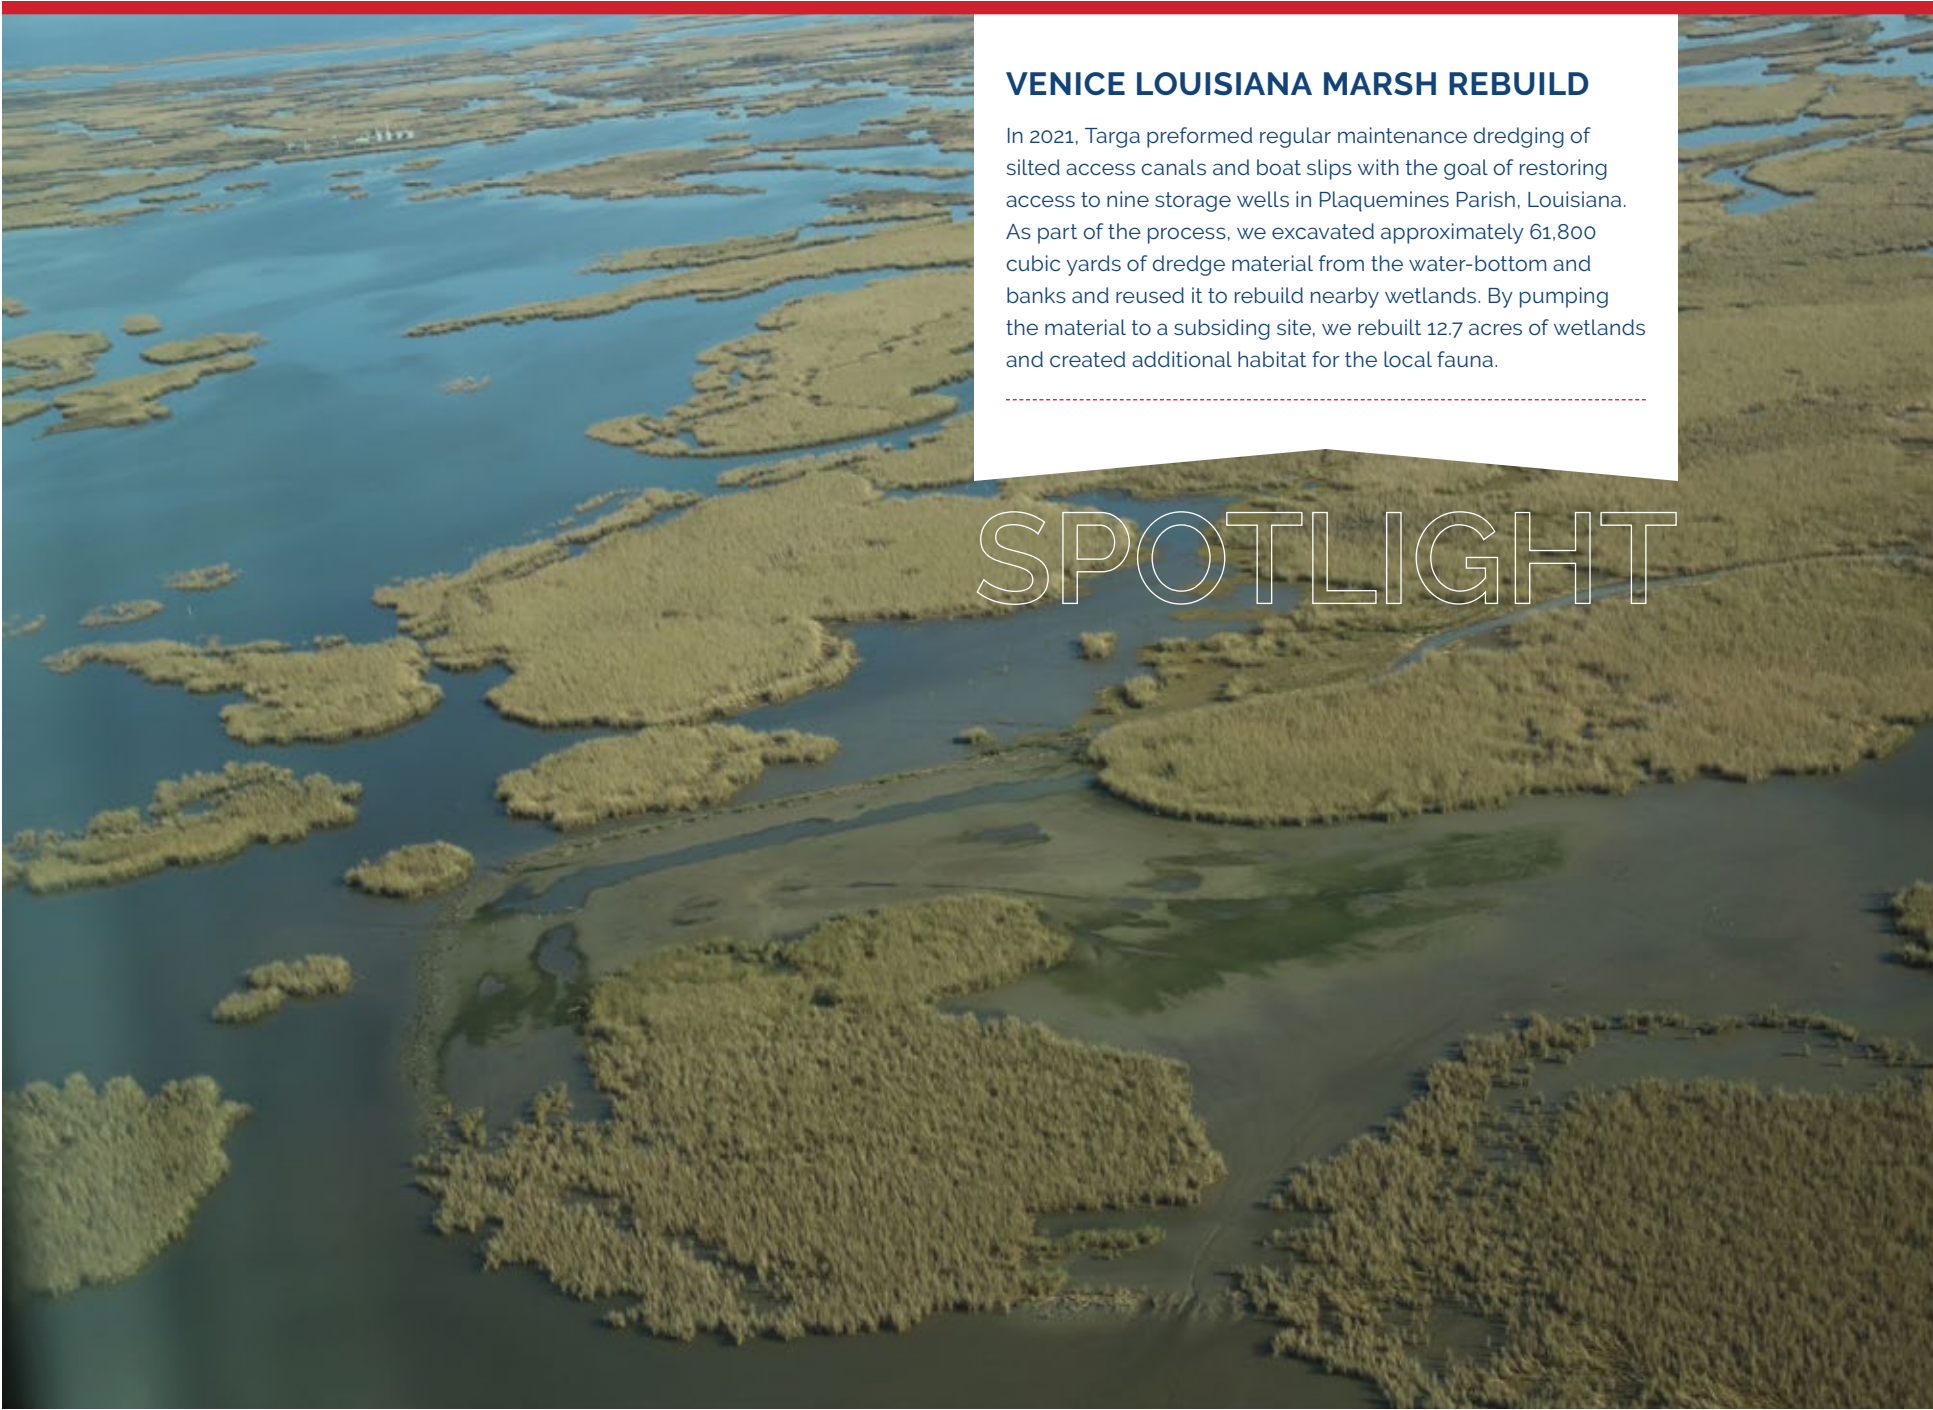 VENICE LOUISIANA MARSH REBUILD
In 2021, Targa preformed regular maintenance dredging of
silted access canals and boat slips with the goal of restoring
access to nine storage wells in Plaquemines Parish, Louisiana.
As part of the process, we excavated approximately 61,800
cubic yards of dredge material from the water-bottom and
banks and reused it to rebuild nearby wetlands. By pumping
the material to a subsiding site, we rebuilt 12.7 acres of wetlands
and created additional habitat for the local fauna.
SPOTLIGHT